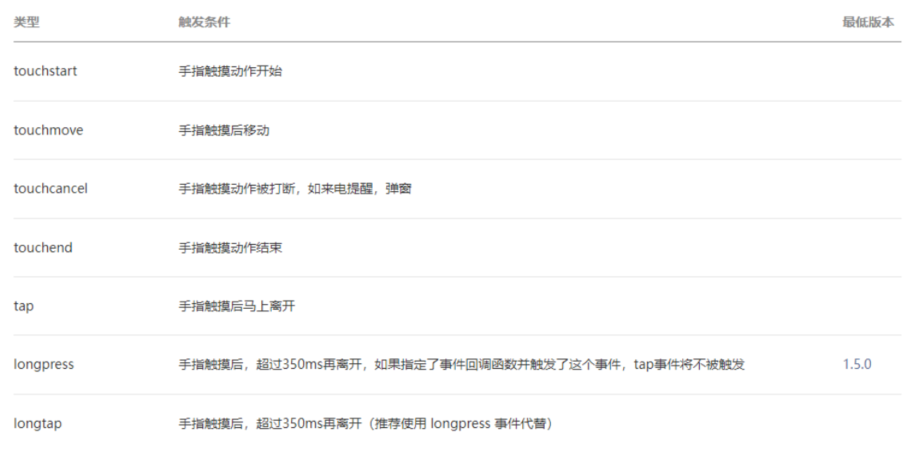 类型 触发条件 最低版本
touchstart 手指触摸动作开始
touchmove 手指触摸后移动
touchcancel 手指触摸动作被打断，如来电提醒，弹窗
touchend 手指触摸动作结束
tap 手指触摸后马上离开
longpress 手指触摸后，超过350ms再离开，如果指定了事件回调函数并触发了这个事件，tap事件将不被触发 1.5.0
longtap 手指触摸后，超过350ms再离开（推荐使用 longpress 事件代替）